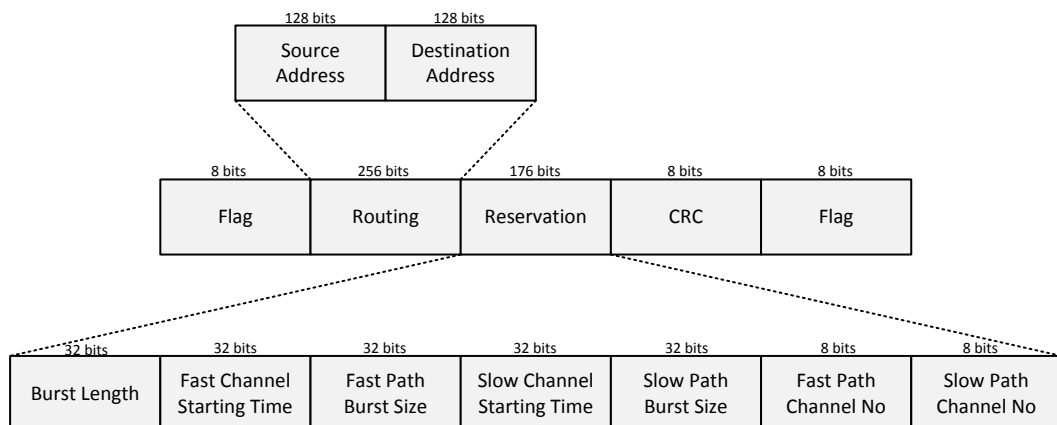 128 bits 128 bits
Source Destination
Address Address
8 bits 256 bits 176 bits 8 bits 8 bits
Flag Routing Reservation CRC Flag
32 bits 32 bits 32 bits 32 bits 32 bits 8 bits 8 bits
Burst Length Fast Channel Fast Path Slow Channel Slow Path Fast Path Slow Path
Starting Time Burst Size Starting Time Burst Size Channel No Channel No